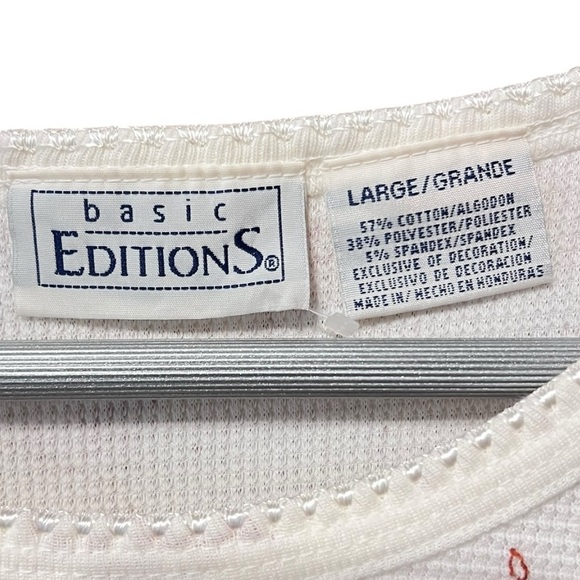 basic
EDITIONS®
LARGE/GRANDE
57% COTTON/ALGODON
38% POLYESTER/POLIESTER
5% SPANDEX/SPANDEX
EXCLUSIVE OF DECORATION/
EXCLUSIVO DE DECORACION
MADE IN/ HECHO EN HONDURAS